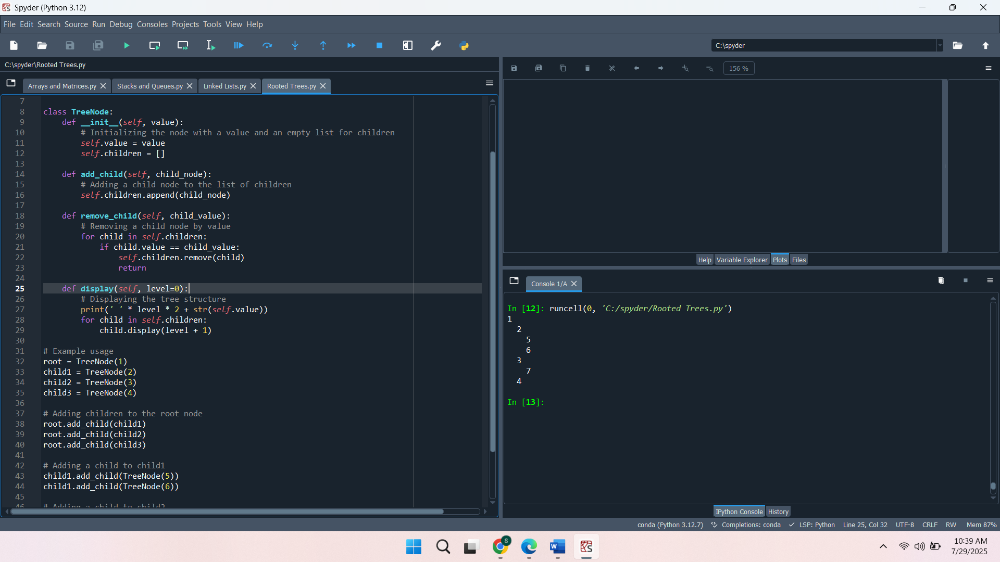 Spyder (Python 3.12)
File Edit Search Source Run Debug Consoles Projects Tools View Help
C:\spyder
C:\spyder\Rooted Trees.py
Arrays and Matrices.py Stacks and Queues.py Linked Lists.py Rooted Trees.py
7
8 class TreeNode:
9     def __init__(self, value):
10         # Initializing the node with a value and an empty list for children
11         self.value = value
12         self.children = []
13
14     def add_child(self, child_node):
15         # Adding a child node to the list of children
16         self.children.append(child_node)
17
18     def remove_child(self, child_value):
19         # Removing a child node by value
20         for child in self.children:
21             if child.value == child_value:
22                 self.children.remove(child)
23                 return
24
25     def display(self, level=0):
26         # Displaying the tree structure
27         print(' ' * level * 2 + str(self.value))
28         for child in self.children:
29             child.display(level + 1)
30
31 # Example usage
32 root = TreeNode(1)
33 child1 = TreeNode(2)
34 child2 = TreeNode(3)
35 child3 = TreeNode(4)
36
37 # Adding children to the root node
38 root.add_child(child1)
39 root.add_child(child2)
40 root.add_child(child3)
41
42 # Adding a child to child1
43 child1.add_child(TreeNode(5))
44 child1.add_child(TreeNode(6))
45
46 # Adding a child to child2
156 %
Help Variable Explorer Plots Files
Console 1/A
In [12]: runcell(0, 'C:/spyder/Rooted Trees.py')
1
  2
    5
    6
  3
    7
  4
In [13]:
IPython Console History
conda (Python 3.12.7) Completions: conda LSP: Python Line 25, Col 32 UTF-8 CRLF RW Mem 87%
S
W
10:39 AM
7/29/2025